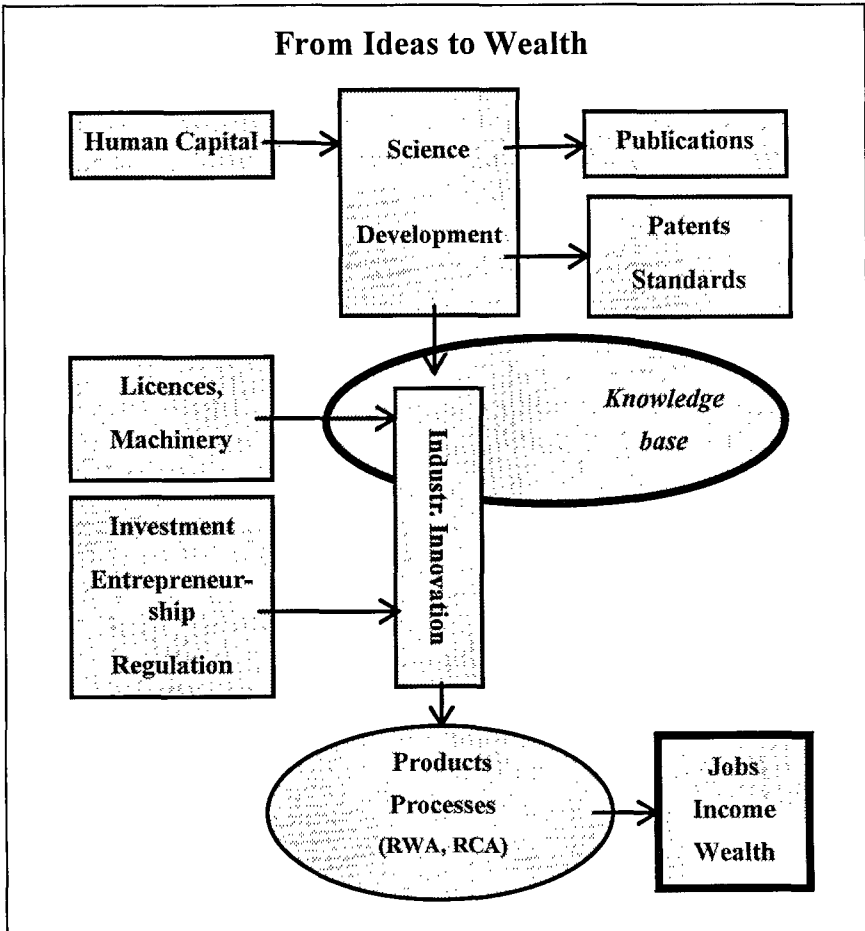 From Ideas to Wealth
Human Capital
Science
Development
Publications
Patents
Standards
Licences,
Machinery
Knowledge
base
Industr. Innovation
Investment
Entrepreneur-
ship
Regulation
Products
Processes
(RWA, RCA)
Jobs
Income
Wealth